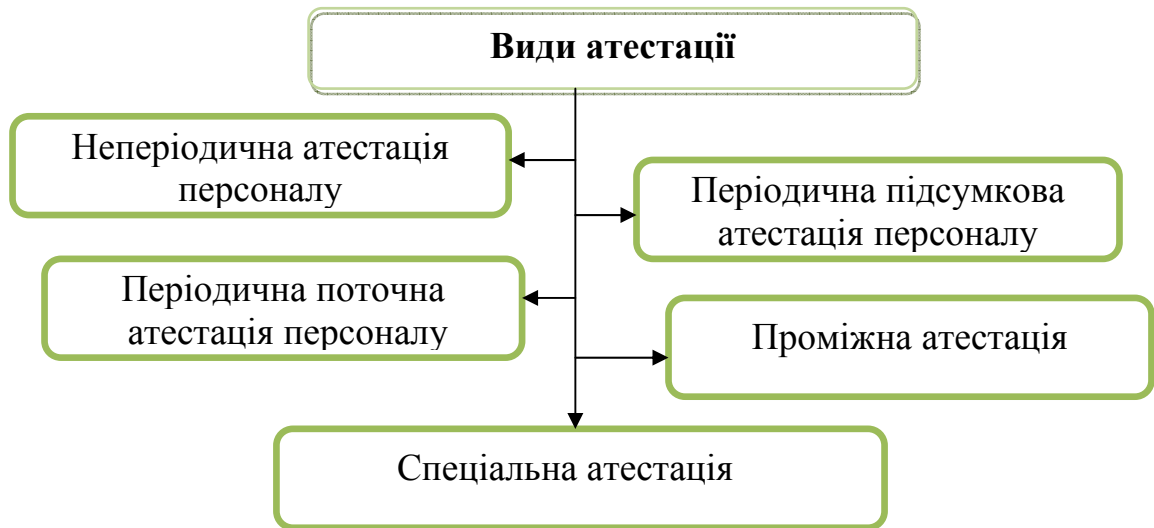 Види атестації
Неперіодична атестація
персоналу
Періодична підсумкова
атестація персоналу
Періодична поточна
атестація персоналу
Проміжна атестація
Спеціальна атестація